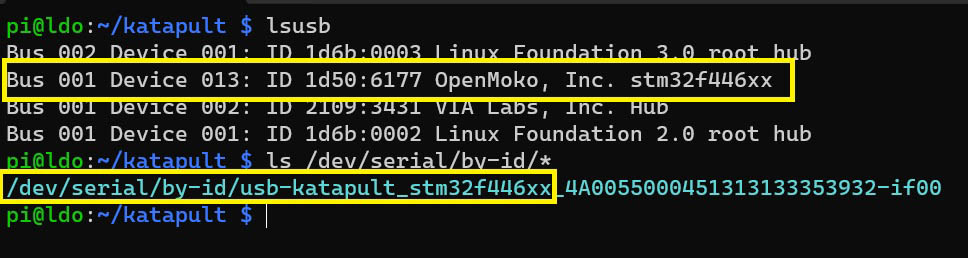 pi@ldo:~/katapult $ lsusb
Bus 002 Device 001: ID 1d6b:0003 Linux Foundation 3.0 root hub
Bus 001 Device 013: ID 1d50:6177 OpenMoko, Inc. stm32f446xx
Bus 001 Device 002: ID 2109:3431 VIA Labs, Inc. Hub
Bus 001 Device 001: ID 1d6b:0002 Linux Foundation 2.0 root hub
pi@ldo:~/katapult $ ls /dev/serial/by-id/*
/dev/serial/by-id/usb-katapult_stm32f446xx_4A0055000451313133353932-if00
pi@ldo:~/katapult $